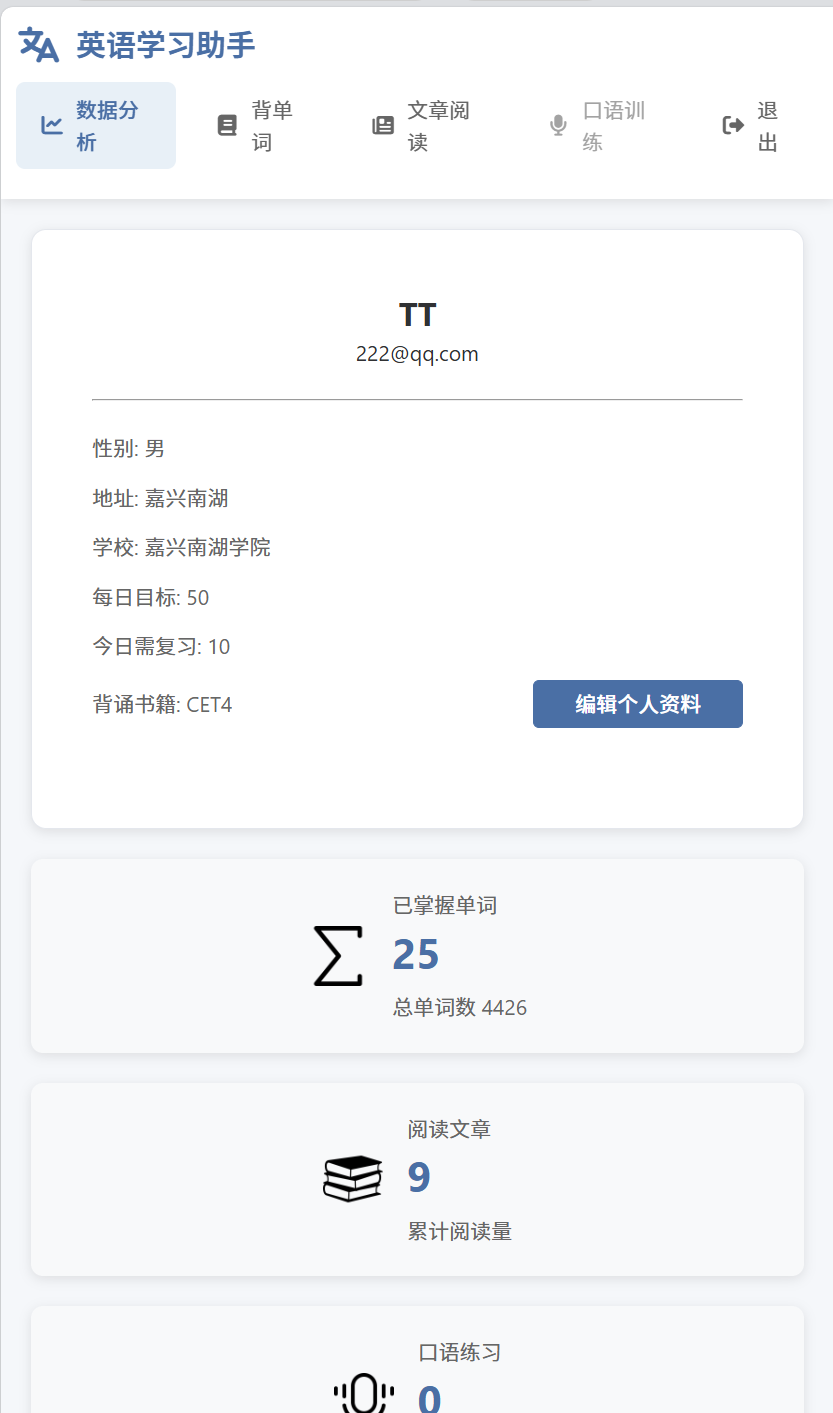 英语学习助手
数据分
析
背单
词
文章阅
读
口语训
练
退
出
TT
222@qq.com
性别: 男
地址: 嘉兴南湖
学校: 嘉兴南湖学院
每日目标: 50
今日需复习: 10
背诵书籍: CET4
编辑个人资料
已掌握单词
25
总单词数 4426
阅读文章
9
累计阅读量
口语练习
0